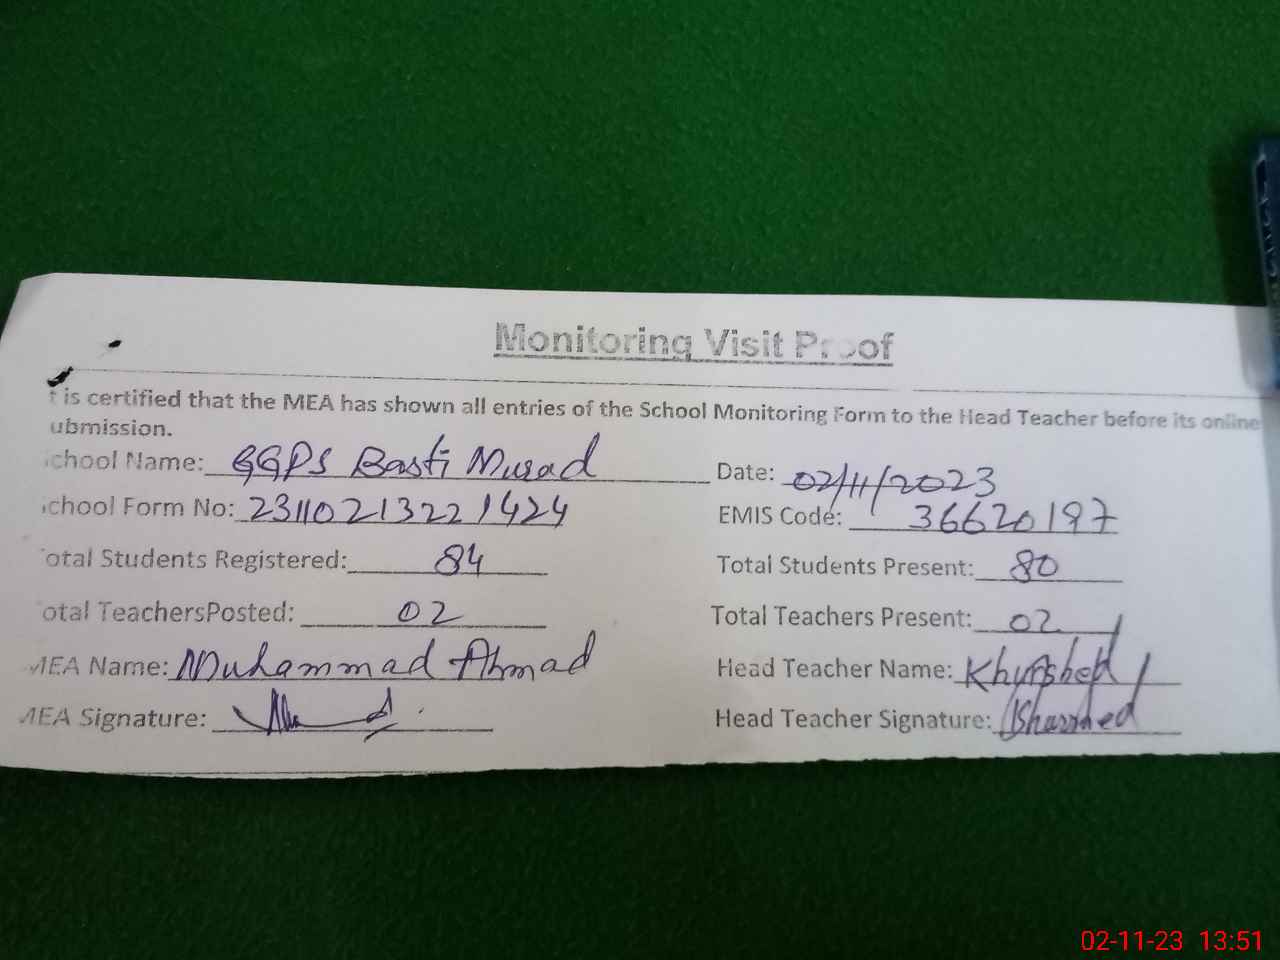 Monitoring Visit Proof
t is certified that the MEA has shown all entries of the School Monitoring Form to the Head Teacher before its online
ubmission.
chool Name: GGPS Basti Murad Date: 02/11/2023
chool Form No: 2311021322 1424 EMIS Code: 36620197
otal Students Registered: 84 Total Students Present: 80
otal TeachersPosted: 02 Total Teachers Present: 02
MEA Name: Muhammad Ahmad Head Teacher Name: Khurshed
MEA Signature: Head Teacher Signature:
02-11-23 13:51